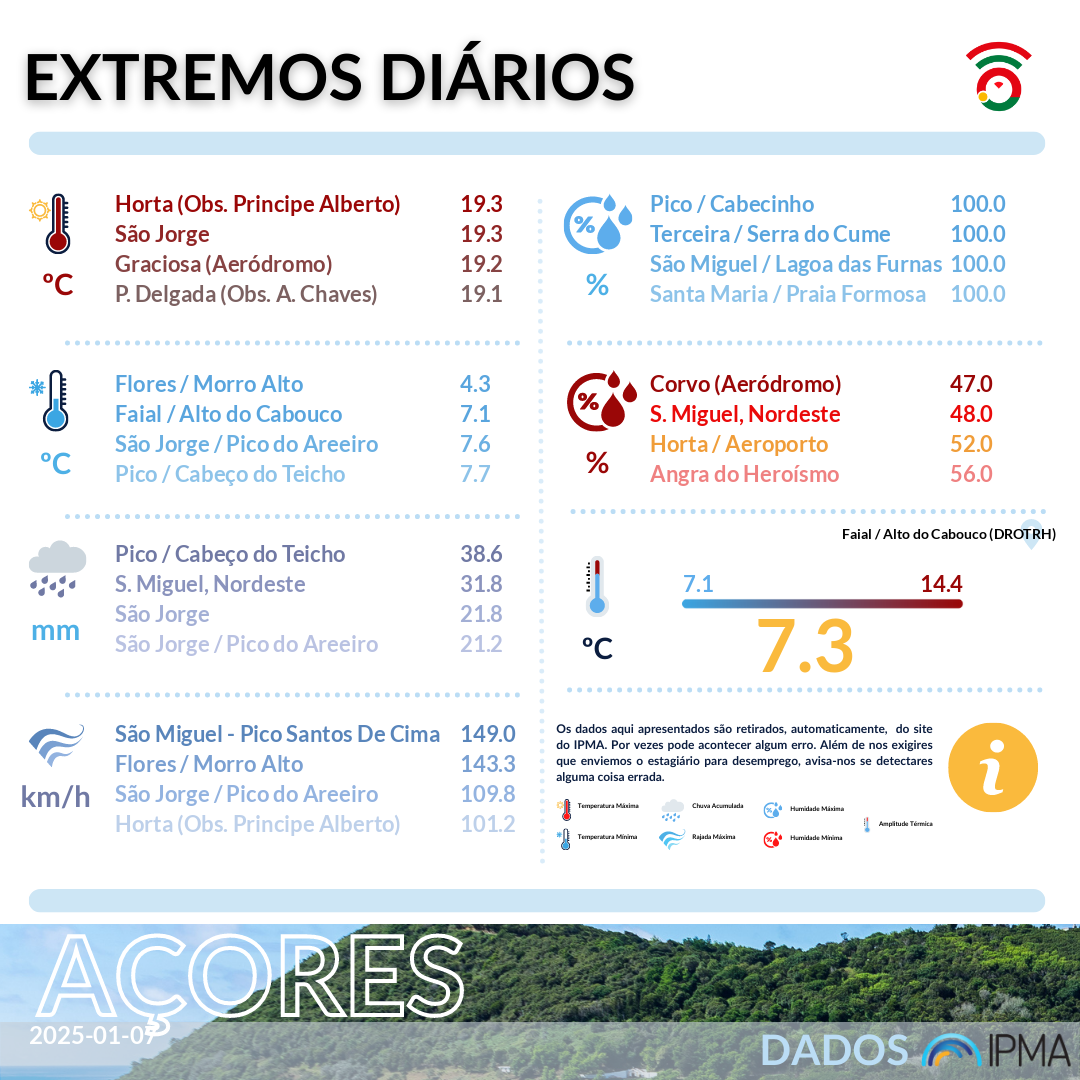 EXTREMOS DIÁRIOS
Horta (Obs. Principe Alberto) 19.3
São Jorge 19.3
Graciosa (Aeródromo) 19.2
P. Delgada (Obs. A. Chaves) 19.1
ºC
Flores / Morro Alto 4.3
Faial / Alto do Cabouco 7.1
São Jorge / Pico do Areeiro 7.6
Pico / Cabeço do Teicho 7.7
ºC
Pico / Cabeço do Teicho 38.6
S. Miguel, Nordeste 31.8
São Jorge 21.8
São Jorge / Pico do Areeiro 21.2
mm
São Miguel - Pico Santos De Cima 149.0
Flores / Morro Alto 143.3
São Jorge / Pico do Areeiro 109.8
Horta (Obs. Principe Alberto) 101.2
km/h
%
Pico / Cabecinho 100.0
Terceira / Serra do Cume 100.0
São Miguel / Lagoa das Furnas 100.0
Santa Maria / Praia Formosa 100.0
%
%
Corvo (Aeródromo) 47.0
S. Miguel, Nordeste 48.0
Horta / Aeroporto 52.0
Angra do Heroísmo 56.0
%
Faial / Alto do Cabouco (DROTRH)
7.1 14.4
7.3
ºC
Os dados aqui apresentados são retirados, automaticamente, do site
do IPMA. Por vezes pode acontecer algum erro. Além de nos exigires
que enviemos o estagiário para desemprego, avisa-nos se detectares
alguma coisa errada.
i
Temperatura Máxima Chuva Acumulada Humidade Máxima
Amplitude Térmica
Temperatura Mínima Rajada Máxima Humidade Mínima
AÇORES
2025-01-07
DADOS IPMA